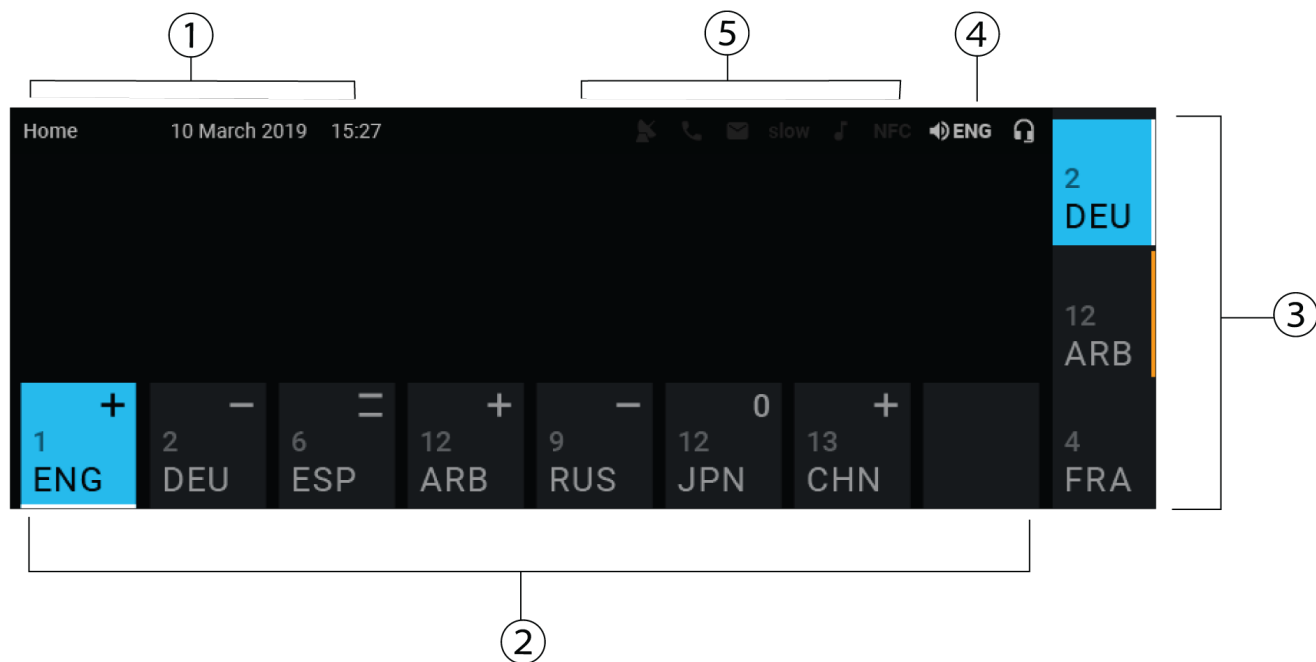 1
5
4
Home 10 March 2019 15:27 slow NFC ENG
2
DEU
3
12
ARB
4
FRA
+
1
ENG
−
2
DEU
=
6
ESP
+
12
ARB
−
9
RUS
0
12
JPN
+
13
CHN
2